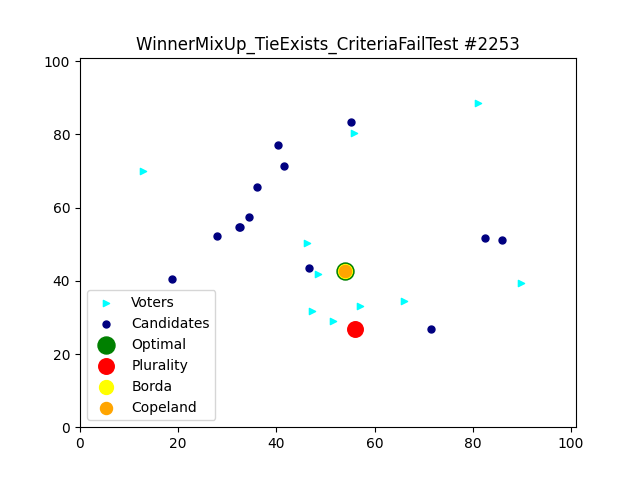 WinnerMixUp_TieExists_CriteriaFailTest #2253
100
80
60
40
20
0
Voters
Candidates
Optimal
Plurality
Borda
Copeland
0 20 40 60 80 100